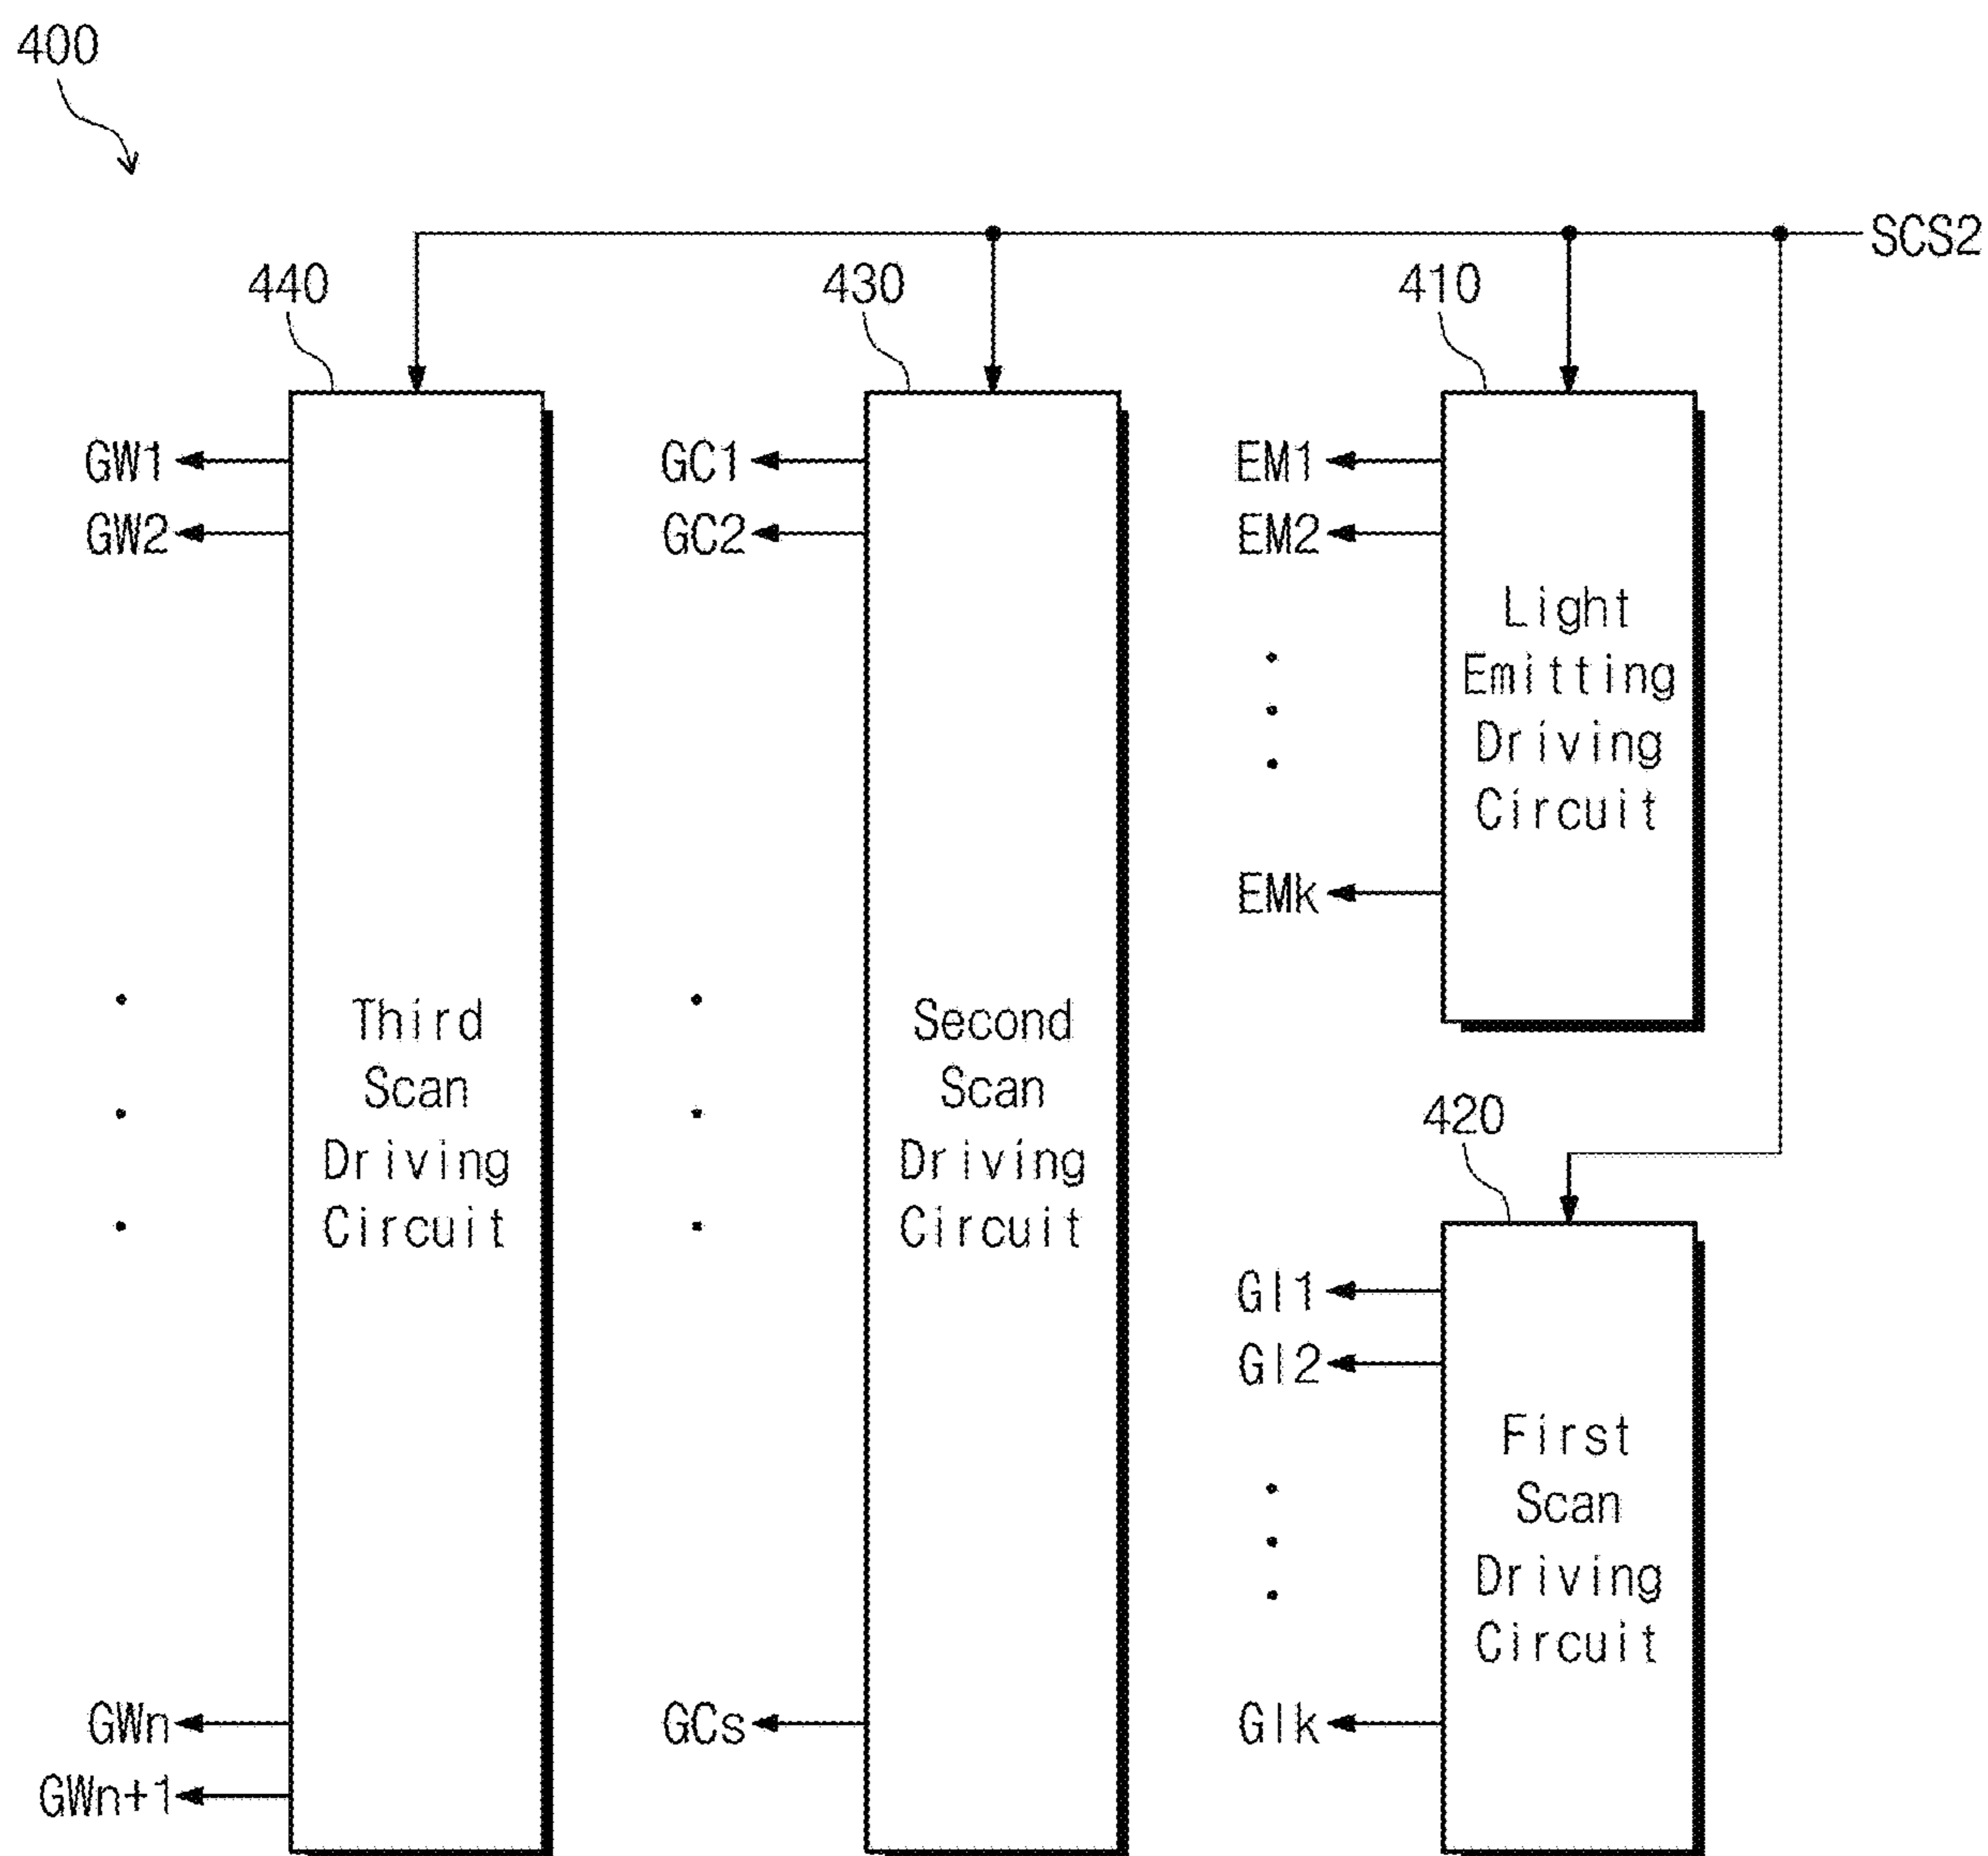 400
SCS2
440
430
410
GW1
GC1
EM1
GW2
GC2
EM2
Light
Emitting
Driving
Circuit
EMk
Third
Scan
Driving
Circuit
Second
Scan
Driving
Circuit
420
GI1
GI2
First
Scan
Driving
Circuit
GWn
GCs
GIk
GWn+1